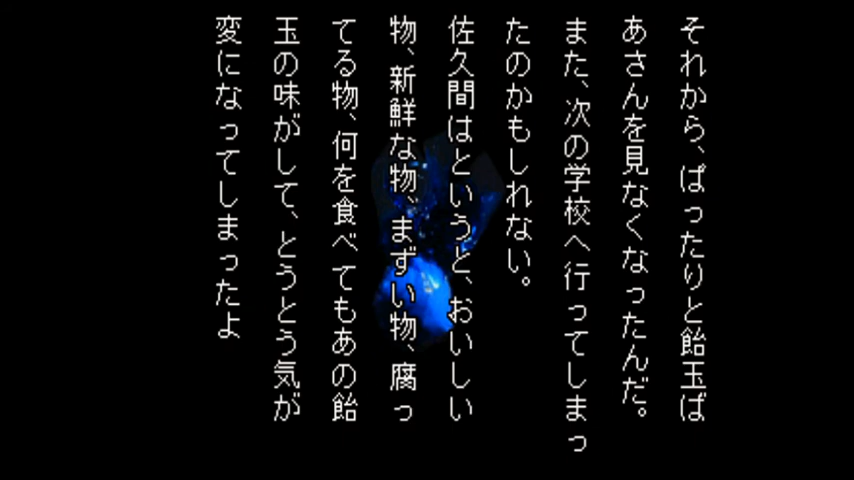 それから、ぱったりと飴玉ば
あさんを見なくなったんだ。
また、次の学校へ行ってしまっ
たのかもしれない。
佐久間はというと、おいしい
物、新鮮な物、まずい物、腐っ
てる物、何を食べてもあの飴
玉の味がして、とうとう気が
変になってしまったよ